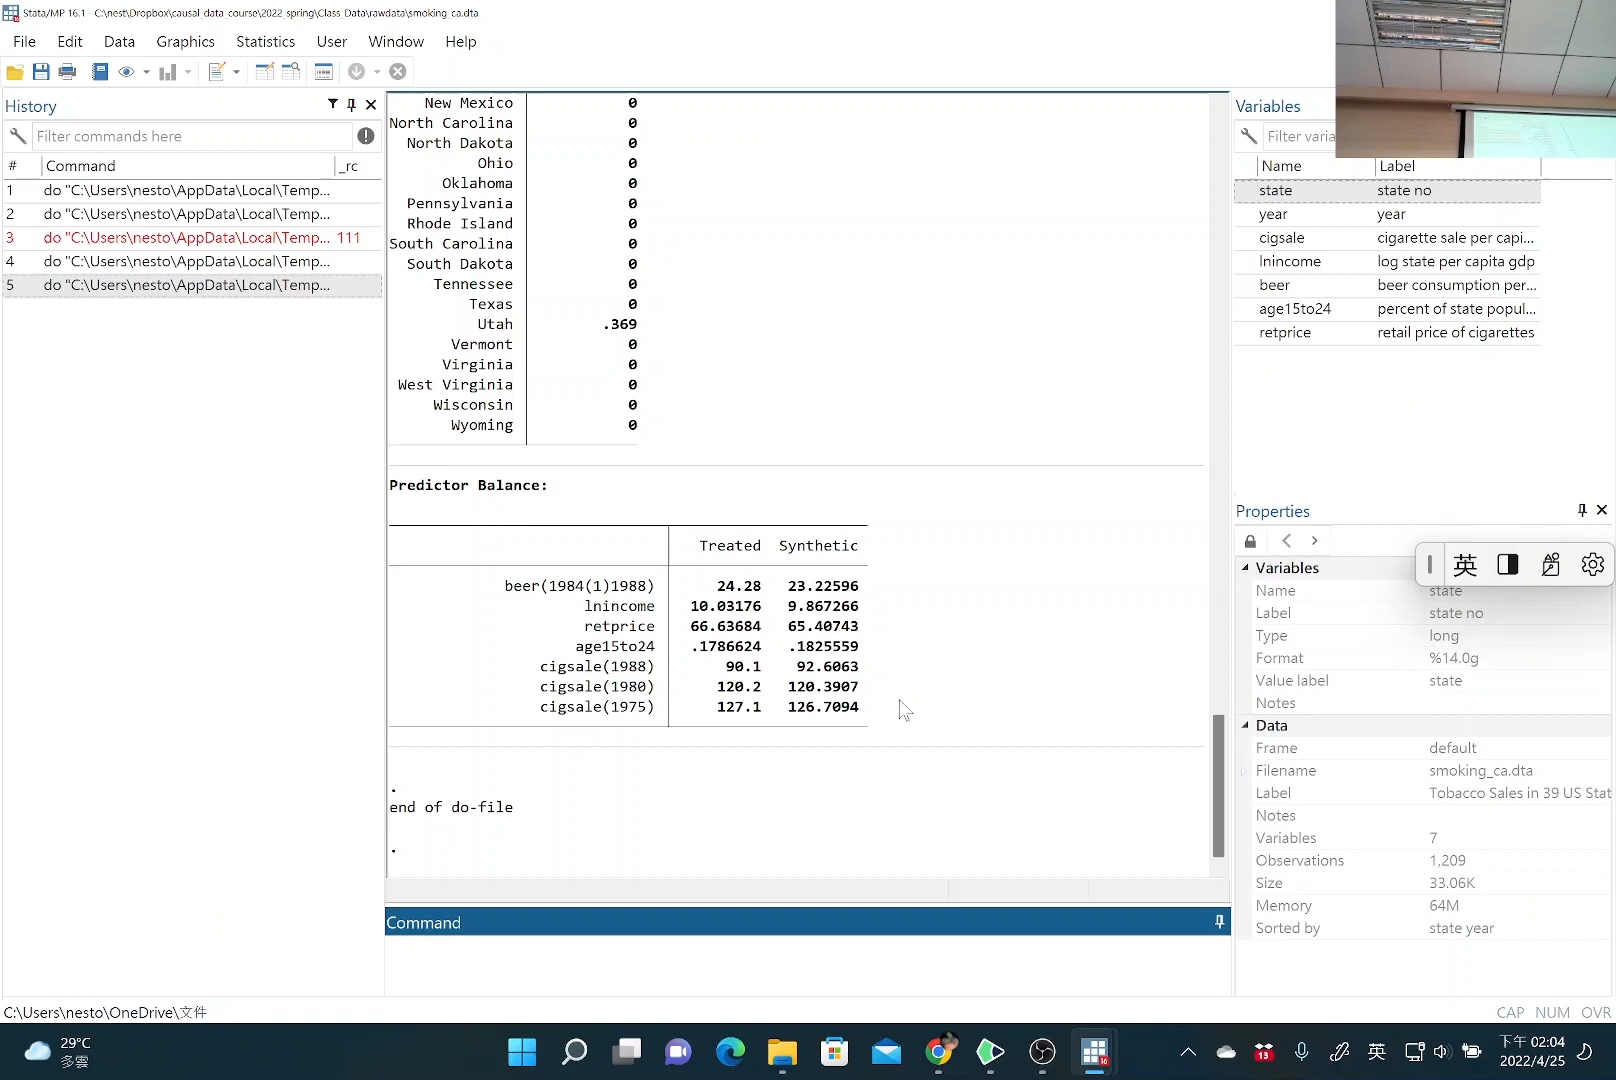 Stata/MP 16.1 - C:\nest\Dropbox\causal_data_course\2022_spring\Class_Data\rawdata\smoking_ca.dta
File Edit Data Graphics Statistics User Window Help
History
Filter commands here
# Command _rc
1 do "C:\Users\nesto\AppData\Local\Temp...
2 do "C:\Users\nesto\AppData\Local\Temp...
3 do "C:\Users\nesto\AppData\Local\Temp... 111
4 do "C:\Users\nesto\AppData\Local\Temp...
5 do "C:\Users\nesto\AppData\Local\Temp...
New Mexico 0
North Carolina 0
North Dakota 0
Ohio 0
Oklahoma 0
Pennsylvania 0
Rhode Island 0
South Carolina 0
South Dakota 0
Tennessee 0
Texas 0
Utah .369
Vermont 0
Virginia 0
West Virginia 0
Wisconsin 0
Wyoming 0
Predictor Balance:
Treated Synthetic
beer(1984(1)1988) 24.28 23.22596
lnincome 10.03176 9.867266
retprice 66.63684 65.40743
age15to24 .1786624 .1825559
cigsale(1988) 90.1 92.6063
cigsale(1980) 120.2 120.3907
cigsale(1975) 127.1 126.7094
.
end of do-file
.
Command
Variables
Filter varia
Name Label
state state no
year year
cigsale cigarette sale per capi...
lnincome log state per capita gdp
beer beer consumption per...
age15to24 percent of state popul...
retprice retail price of cigarettes
Properties
英
Variables
Name state
Label state no
Type long
Format %14.0g
Value label state
Notes
Data
Frame default
Filename smoking_ca.dta
Label Tobacco Sales in 39 US Stat
Notes
Variables 7
Observations 1,209
Size 33.06K
Memory 64M
Sorted by state year
C:\Users\nesto\OneDrive\文件
CAP NUM OVR
29°C
多雲
16
13
英
下午 02:04
2022/4/25